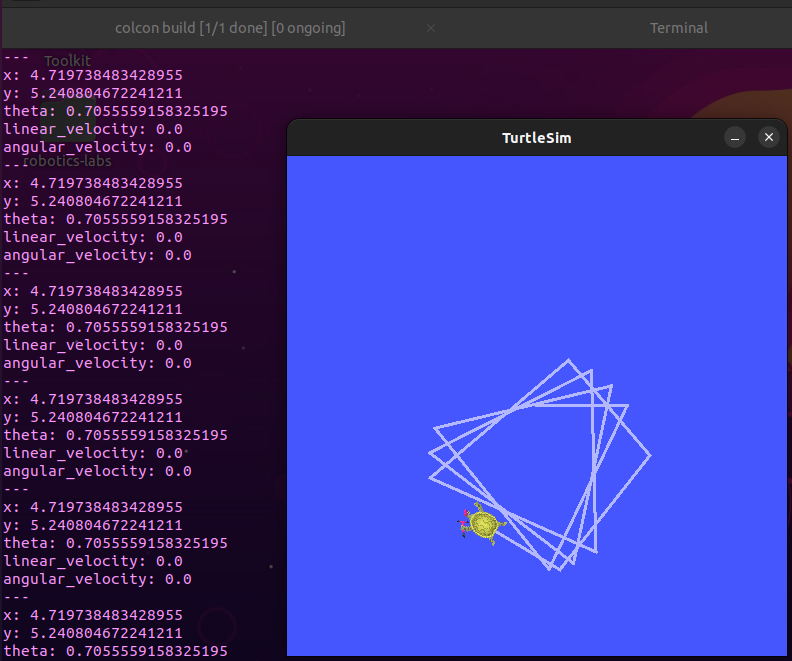 colcon build [1/1 done] [0 ongoing]
Terminal
---
Toolkit
x: 4.719738483428955
y: 5.240804672241211
theta: 0.7055559158325195
linear_velocity: 0.0
angular_velocity: 0.0
---
robotics-labs
x: 4.719738483428955
y: 5.240804672241211
theta: 0.7055559158325195
linear_velocity: 0.0
angular_velocity: 0.0
---
x: 4.719738483428955
y: 5.240804672241211
theta: 0.7055559158325195
linear_velocity: 0.0
angular_velocity: 0.0
---
x: 4.719738483428955
y: 5.240804672241211
theta: 0.7055559158325195
linear_velocity: 0.0
angular_velocity: 0.0
---
x: 4.719738483428955
y: 5.240804672241211
theta: 0.7055559158325195
linear_velocity: 0.0
angular_velocity: 0.0
---
x: 4.719738483428955
y: 5.240804672241211
theta: 0.7055559158325195
TurtleSim